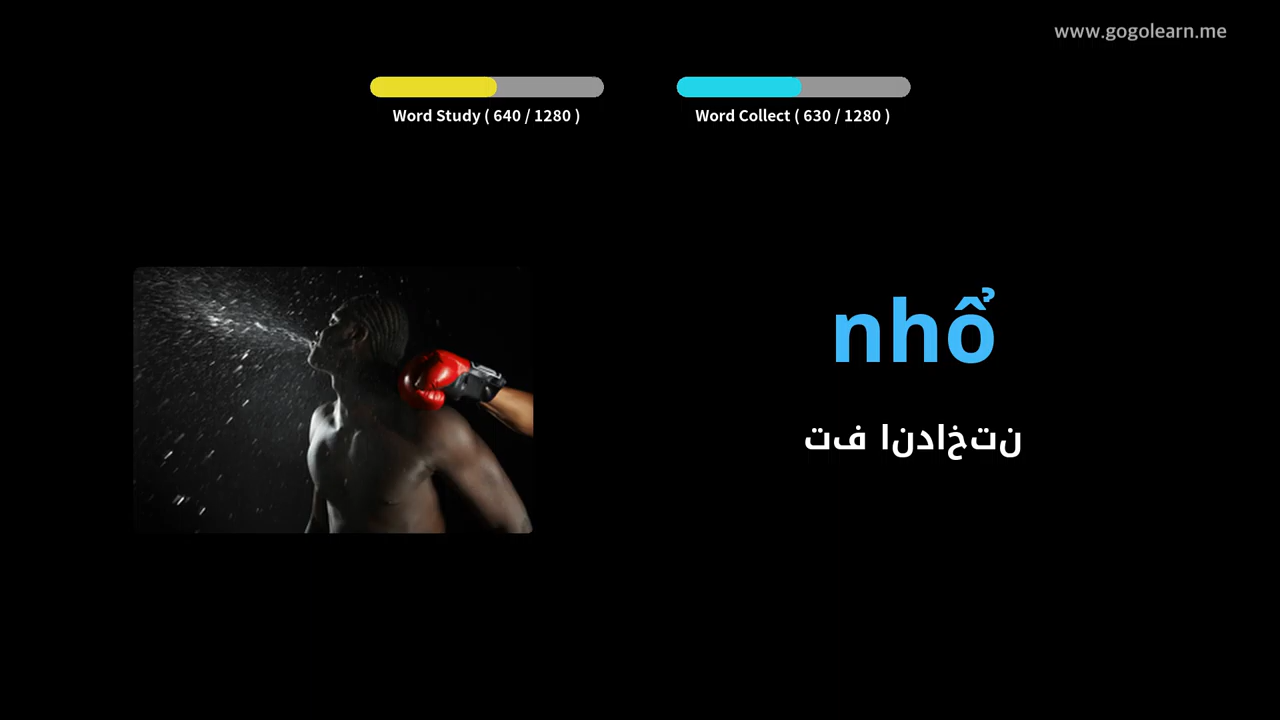 www.gogolearn.me
Word Study ( 640 / 1280 )
Word Collect ( 630 / 1280 )
nhổ
تف انداختن